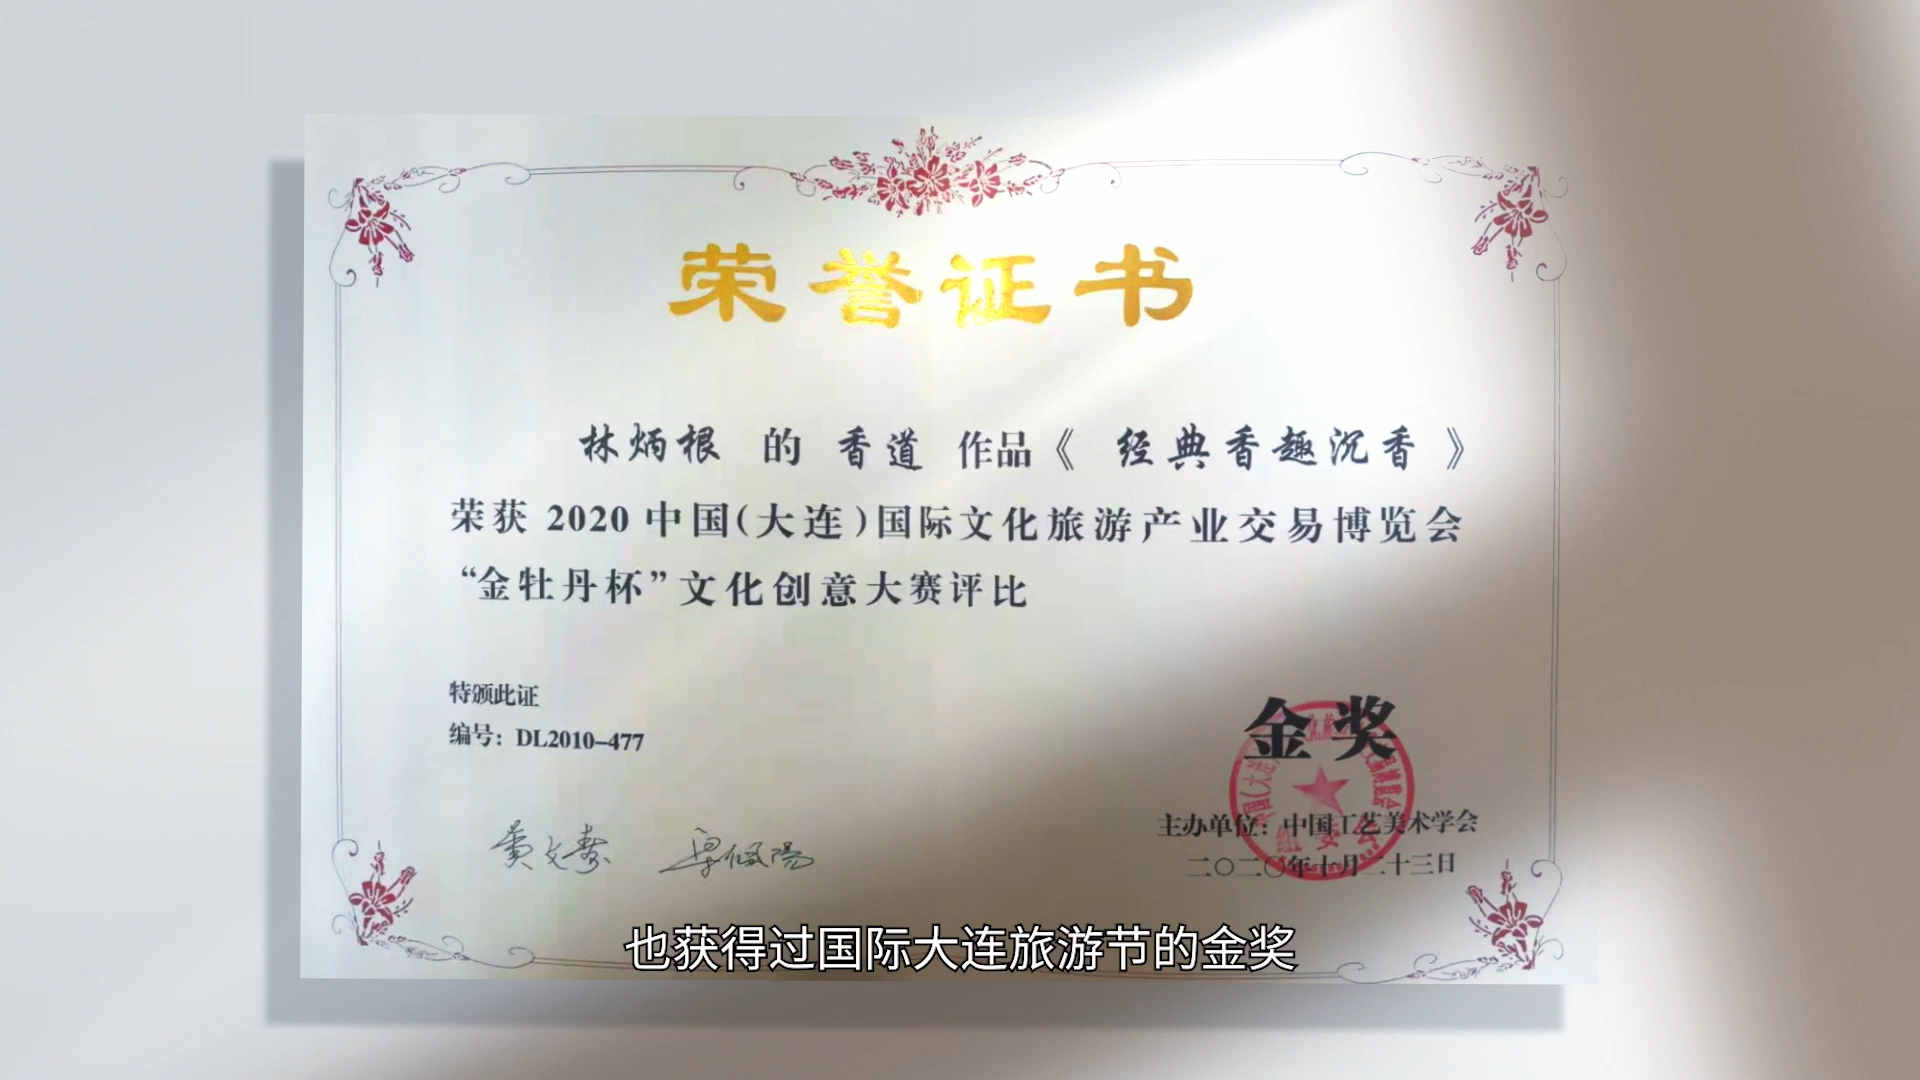 荣誉证书
林炳根 的 香道 作品《 经典香趣沉香 》
荣获 2020 中国(大连)国际文化旅游产业交易博览会
“金牡丹杯”文化创意大赛评比
特颁此证
编号：DL2010-477
金奖
主办单位：中国工艺美术学会
二〇二〇年十月二十三日
组委会
也获得过国际大连旅游节的金奖